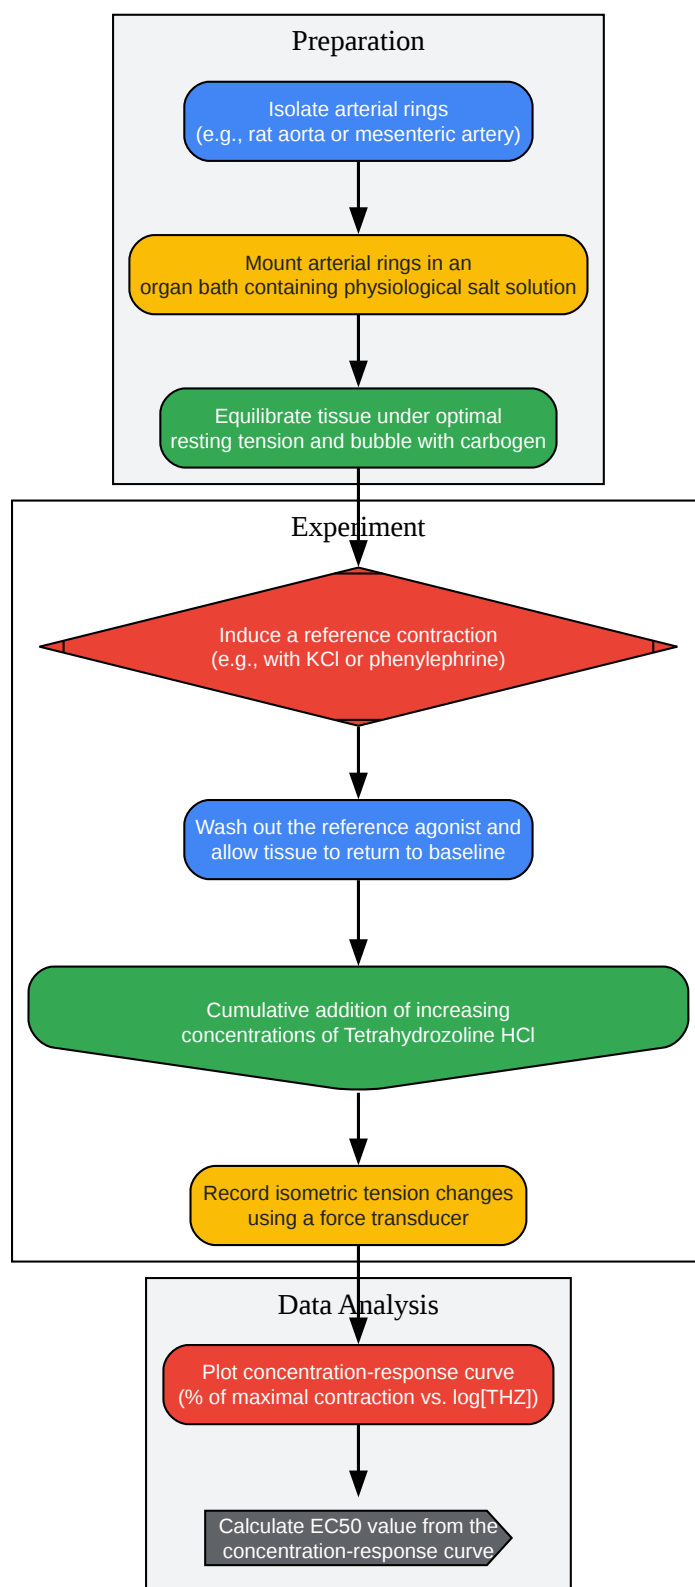 Preparation
Isolate arterial rings
(e.g., rat aorta or mesenteric artery)
Mount arterial rings in an
organ bath containing physiological salt solution
Equilibrate tissue under optimal
resting tension and bubble with carbogen
Experiment
Induce a reference contraction
(e.g., with KCl or phenylephrine)
Wash out the reference agonist and
allow tissue to return to baseline
Cumulative addition of increasing
concentrations of Tetrahydrozoline HCl
Record isometric tension changes
using a force transducer
Data Analysis
Plot concentration-response curve
(% of maximal contraction vs. log[THZ])
Calculate EC50 value from the
concentration-response curve